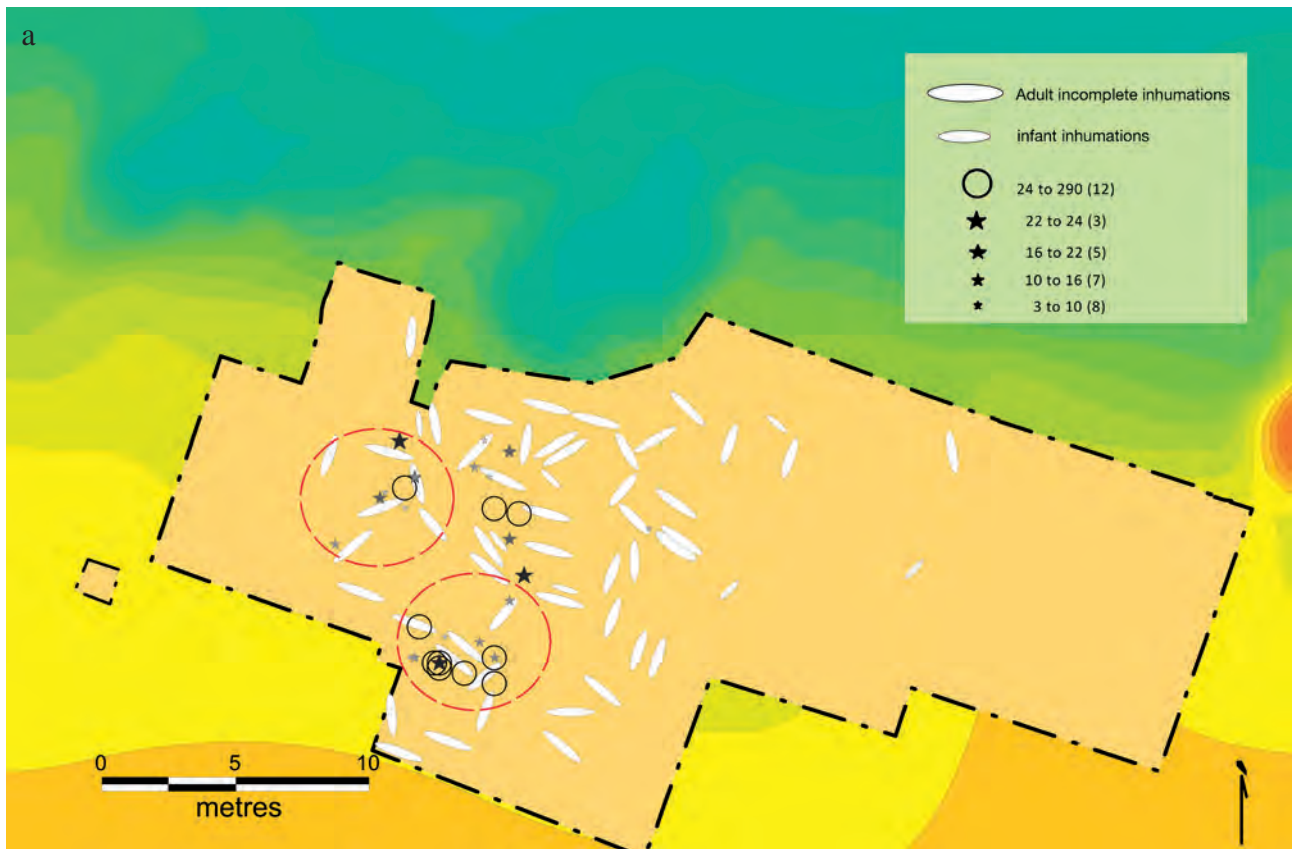 a
Adult incomplete inhumations
infant inhumations
24 to 290 (12)
22 to 24 (3)
16 to 22 (5)
10 to 16 (7)
3 to 10 (8)
0 5 10
metres